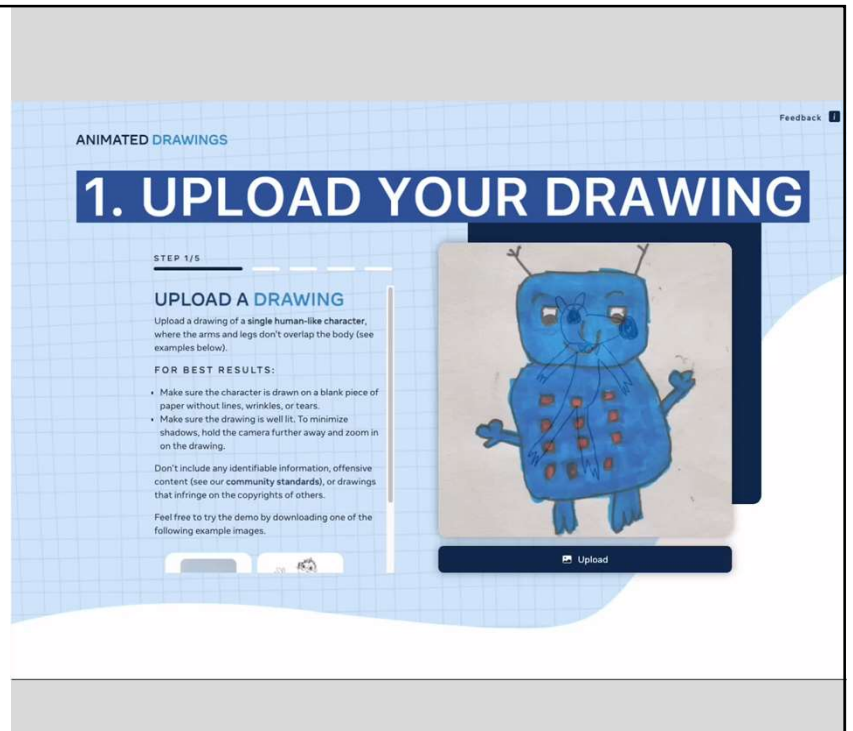 Feedback i
ANIMATED DRAWINGS
1. UPLOAD YOUR DRAWING
STEP 1/5
UPLOAD A DRAWING
Upload a drawing of a single human-like character,
where the arms and legs don't overlap the body (see
examples below).
FOR BEST RESULTS:
• Make sure the character is drawn on a blank piece of
paper without lines, wrinkles, or tears.
• Make sure the drawing is well lit. To minimize
shadows, hold the camera further away and zoom in
on the drawing.
Don't include any identifiable information, offensive
content (see our community standards), or drawings
that infringe on the copyrights of others.
Feel free to try the demo by downloading one of the
following example images.
Upload